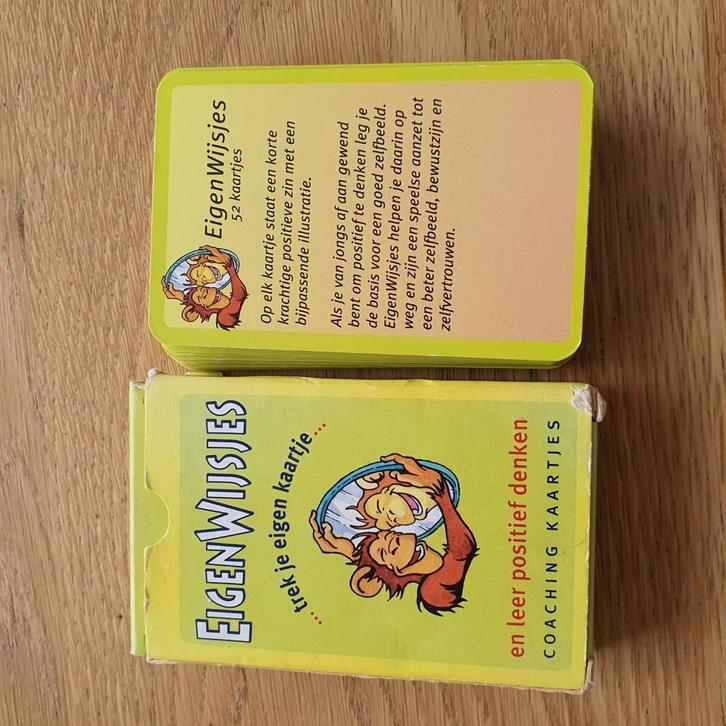 EigenWijsjes
52 kaartjes
Op elk kaartje staat een korte
krachtige positieve zin met een
bijpassende illustratie.
Als je van jongs af aan gewend
bent om positief te denken leg je
de basis voor een goed zelfbeeld.
EigenWijsjes helpen je daarin op
weg en zijn een speelse aanzet tot
een beter zelfbeeld, bewustzijn en
zelfvertrouwen.
EIGENWIJSJES
...trek je eigen kaartje...
en leer positief denken
COACHING KAARTJES